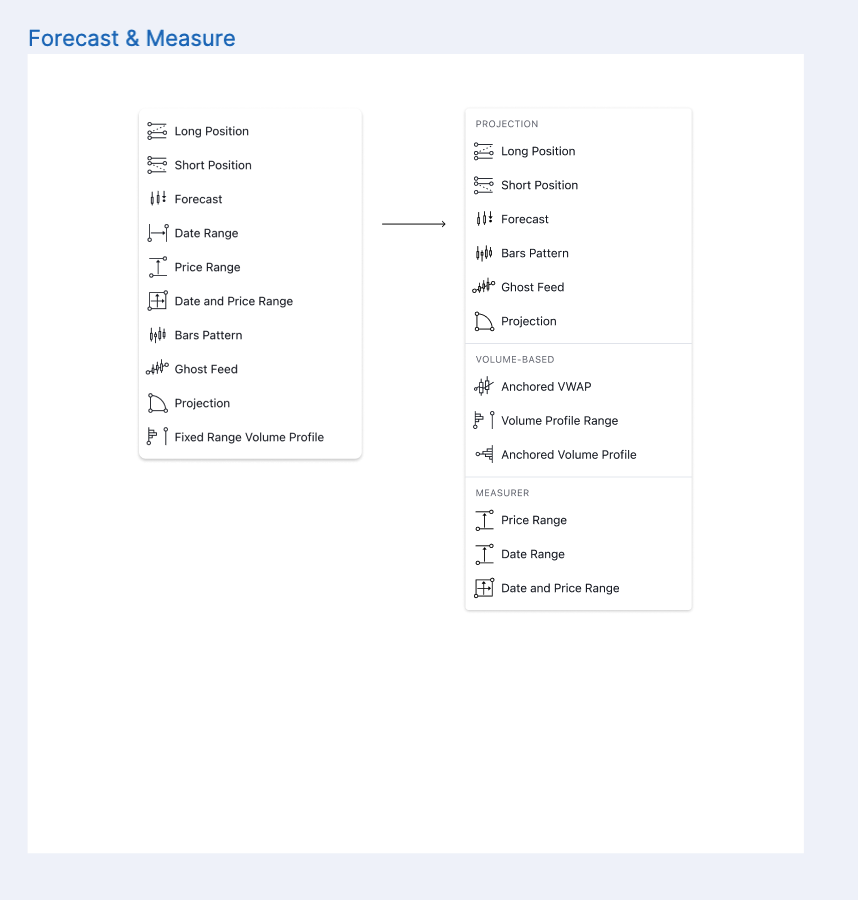 Forecast & Measure
Long Position
Short Position
Forecast
Date Range
Price Range
Date and Price Range
Bars Pattern
Ghost Feed
Projection
Fixed Range Volume Profile
PROJECTION
Long Position
Short Position
Forecast
Bars Pattern
Ghost Feed
Projection
VOLUME-BASED
Anchored VWAP
Volume Profile Range
Anchored Volume Profile
MEASURER
Price Range
Date Range
Date and Price Range